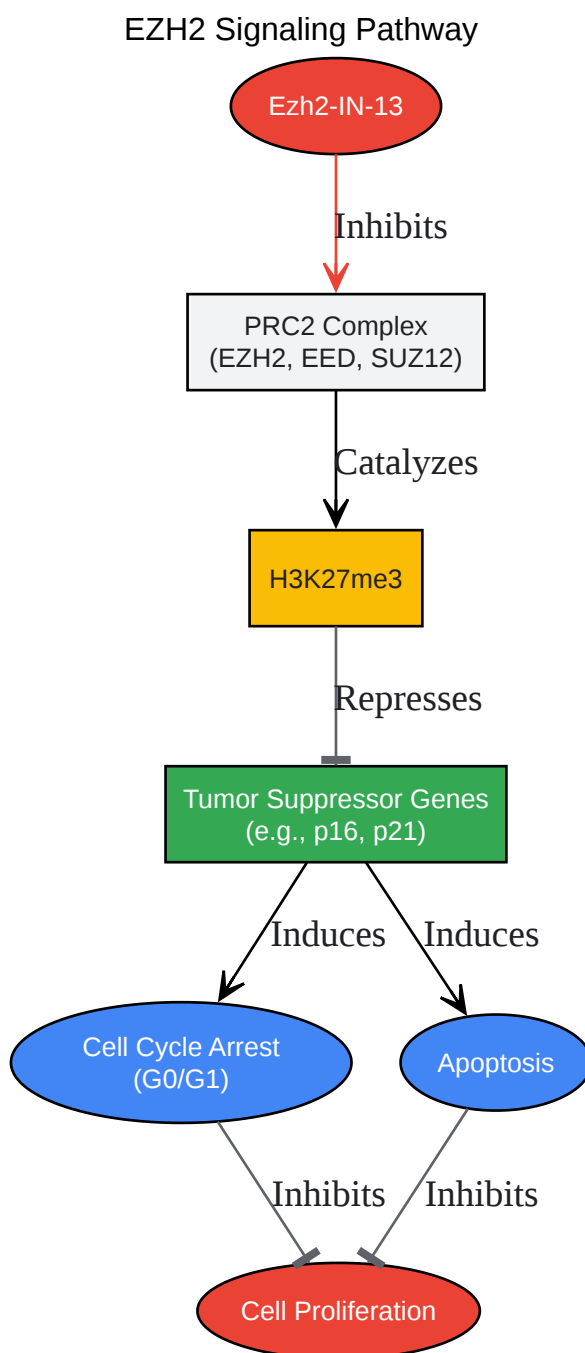 EZH2 Signaling Pathway
Ezh2-IN-13
Inhibits
PRC2 Complex
(EZH2, EED, SUZ12)
Catalyzes
H3K27me3
Represses
Tumor Suppressor Genes
(e.g., p16, p21)
Induces
Induces
Cell Cycle Arrest
(G0/G1)
Apoptosis
Inhibits
Inhibits
Cell Proliferation